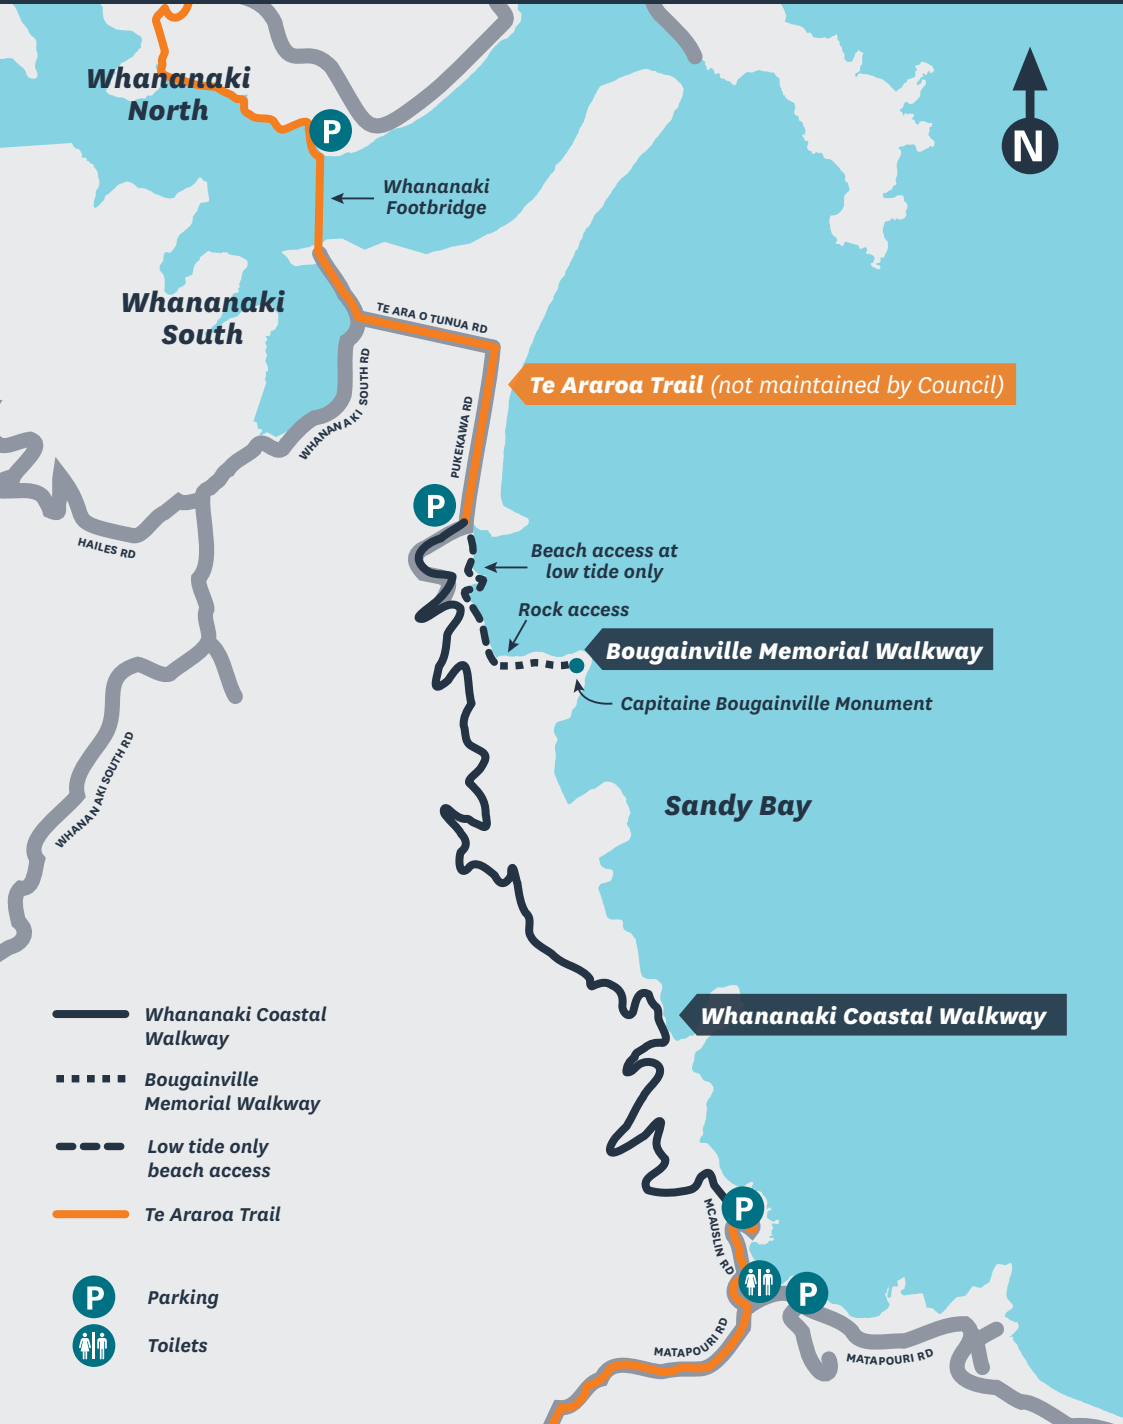 Whananaki
North
P
N
Whananaki
Footbridge
Whananaki
South
TE ARA O TUNUA RD
WHANANAKI SOUTH RD
Te Araroa Trail (not maintained by Council)
PUKEKAWA RD
P
HAILES RD
Beach access at
low tide only
Rock access
Bougainville Memorial Walkway
Capitaine Bougainville Monument
WHANANAKI SOUTH RD
Sandy Bay
Whananaki Coastal Walkway
Whananaki Coastal
Walkway
Bougainville
Memorial Walkway
Low tide only
beach access
Te Araroa Trail
P Parking
Toilets
P
MCAUSLIN RD
P
MATAPOURI RD
MATAPOURI RD